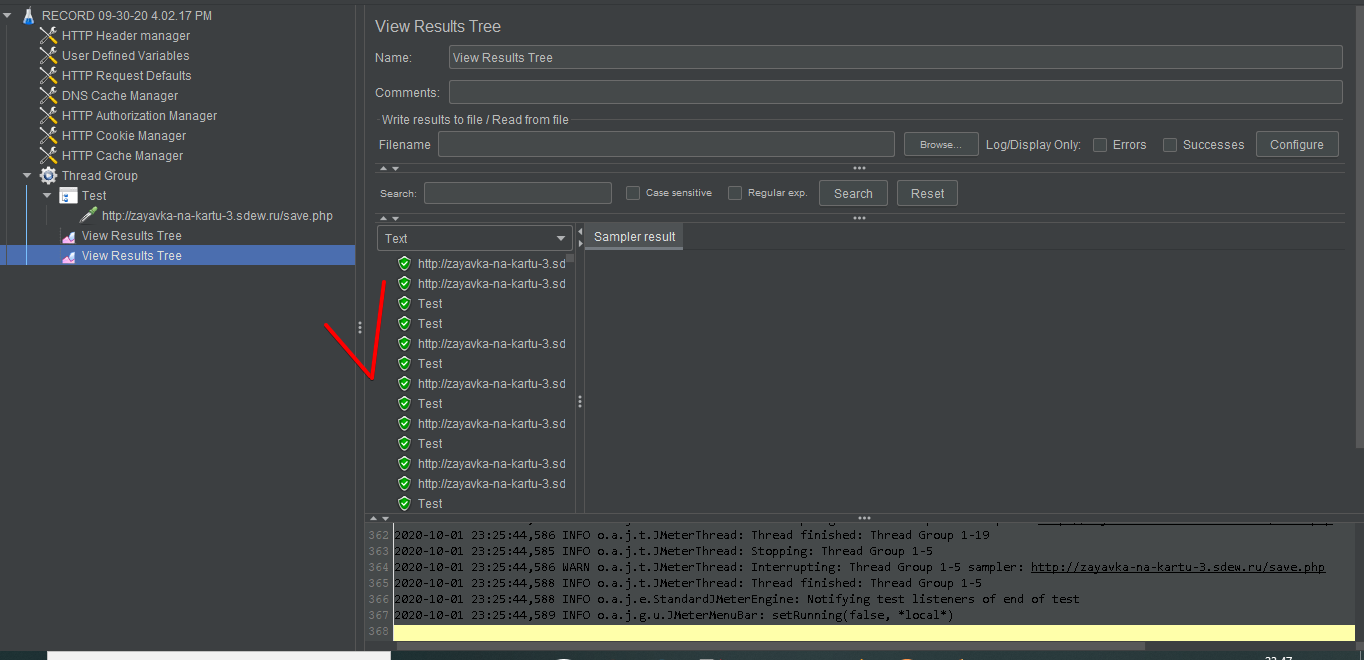 RECORD 09-30-20 4.02.17 PM
HTTP Header manager
User Defined Variables
HTTP Request Defaults
DNS Cache Manager
HTTP Authorization Manager
HTTP Cookie Manager
HTTP Cache Manager
Thread Group
Test
http://zayavka-na-kartu-3.sdew.ru/save.php
View Results Tree
View Results Tree
View Results Tree
Name: View Results Tree
Comments:
Write results to file / Read from file
Filename Browse... Log/Display Only: Errors Successes Configure
Search: Case sensitive Regular exp. Search Reset
Text
Sampler result
http://zayavka-na-kartu-3.sd
http://zayavka-na-kartu-3.sd
Test
Test
http://zayavka-na-kartu-3.sd
Test
http://zayavka-na-kartu-3.sd
Test
http://zayavka-na-kartu-3.sd
Test
http://zayavka-na-kartu-3.sd
http://zayavka-na-kartu-3.sd
Test
362 2020-10-01 23:25:44,586 INFO o.a.j.t.JMeterThread: Thread finished: Thread Group 1-19
363 2020-10-01 23:25:44,585 INFO o.a.j.t.JMeterThread: Stopping: Thread Group 1-5
364 2020-10-01 23:25:44,586 WARN o.a.j.t.JMeterThread: Interrupting: Thread Group 1-5 sampler: http://zayavka-na-kartu-3.sdew.ru/save.php
365 2020-10-01 23:25:44,588 INFO o.a.j.t.JMeterThread: Thread finished: Thread Group 1-5
366 2020-10-01 23:25:44,588 INFO o.a.j.e.StandardJMeterEngine: Notifying test listeners of end of test
367 2020-10-01 23:25:44,589 INFO o.a.j.g.u.JMeterMenuBar: setRunning(false, *local*)
368